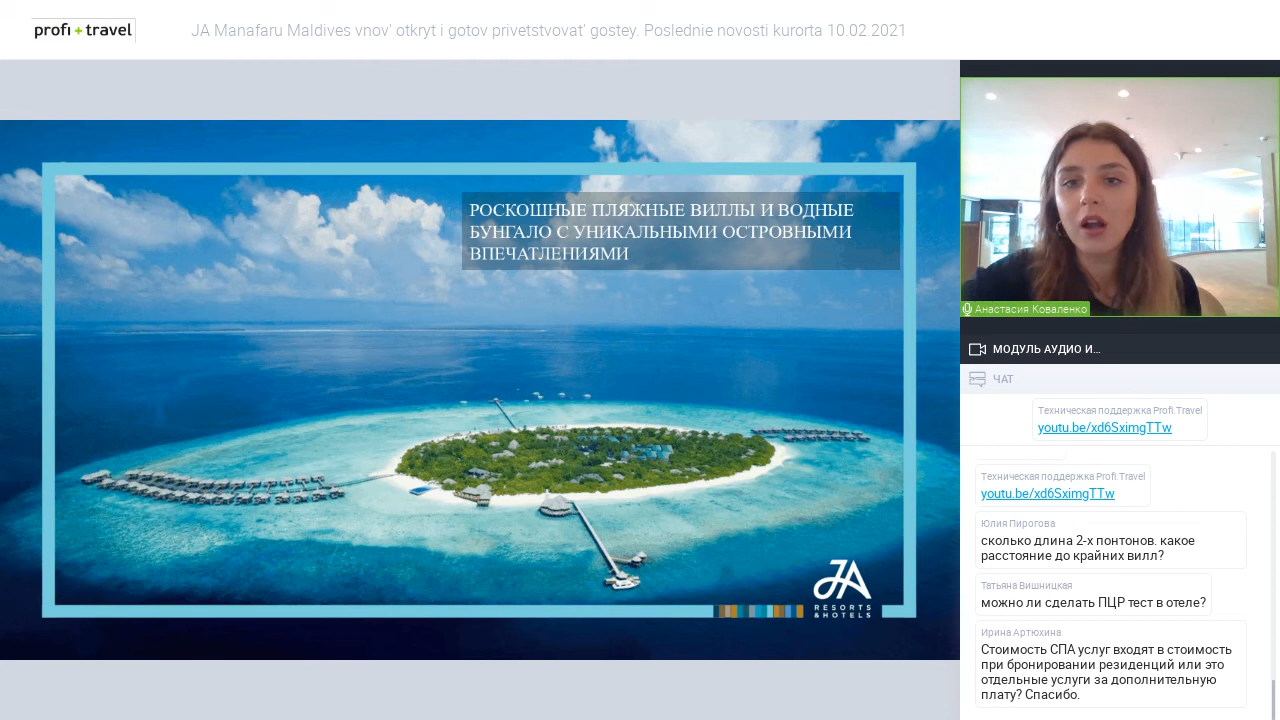 profi + travel
JA Manafaru Maldives vnov' otkryt i gotov privetstvovat' gostey. Poslednie novosti kurorta 10.02.2021
РОСКОШНЫЕ ПЛЯЖНЫЕ ВИЛЛЫ И ВОДНЫЕ
БУНГАЛО С УНИКАЛЬНЫМИ ОСТРОВНЫМИ
ВПЕЧАТЛЕНИЯМИ
JA
RESORTS
& HOTELS
Анастасия Коваленко
МОДУЛЬ АУДИО И...
ЧАТ
Техническая поддержка Profi.Travel
youtu.be/xd6SximgTTw
Техническая поддержка Profi.Travel
youtu.be/xd6SximgTTw
Юлия Пирогова
сколько длина 2-х понтонов. какое
расстояние до крайних вилл?
Татьяна Вишницкая
можно ли сделать ПЦР тест в отеле?
Ирина Артюхина
Стоимость СПА услуг входят в стоимость
при бронировании резиденций или это
отдельные услуги за дополнительную
плату? Спасибо.